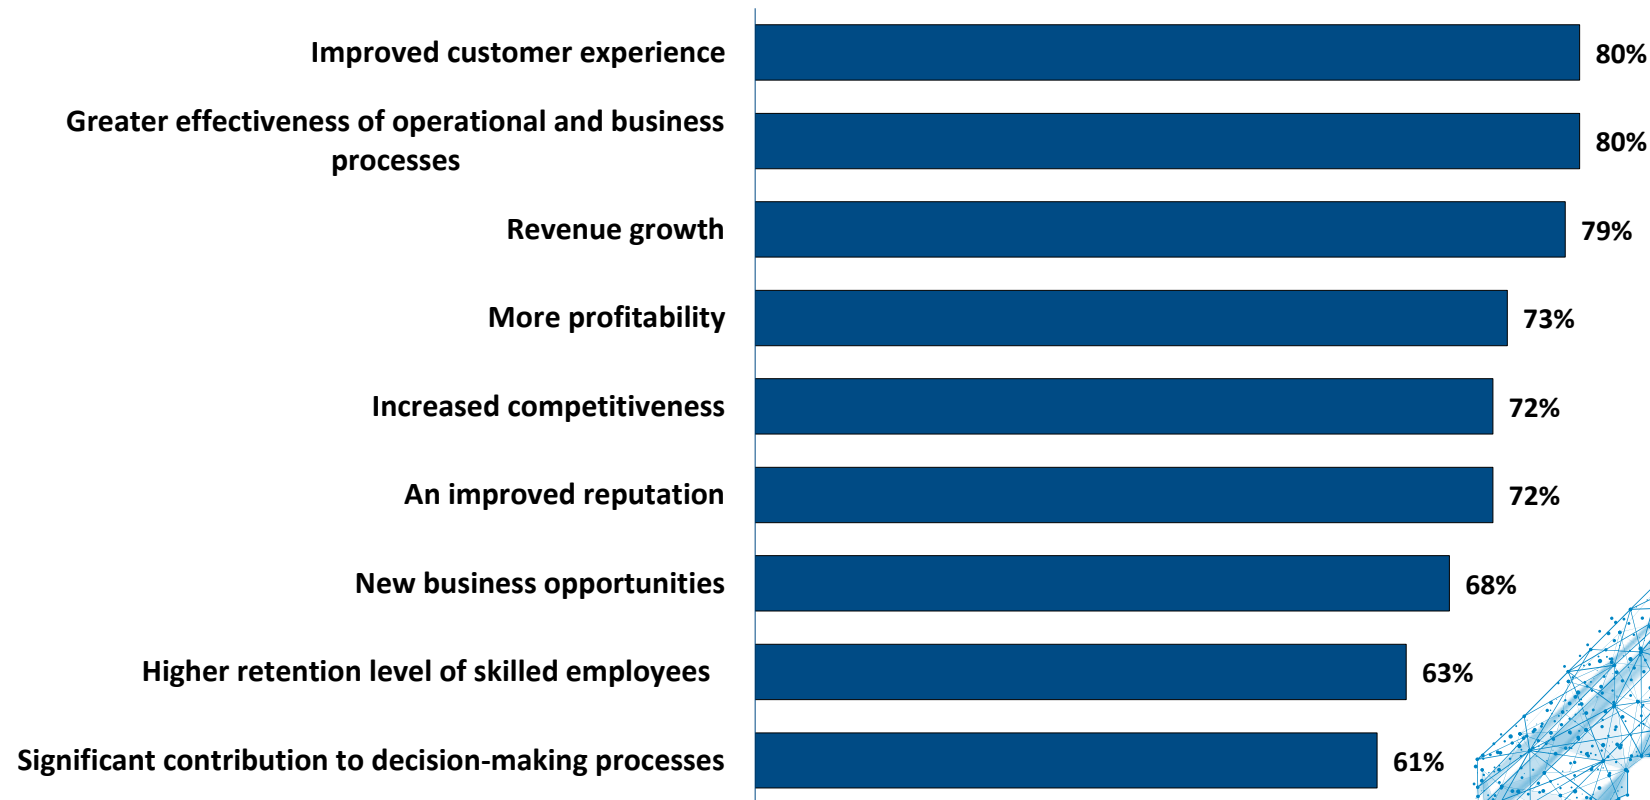 Improved customer experience
80%
Greater effectiveness of operational and business
processes
80%
Revenue growth
79%
More profitability
73%
Increased competitiveness
72%
An improved reputation
72%
New business opportunities
68%
Higher retention level of skilled employees
63%
Significant contribution to decision-making processes
61%